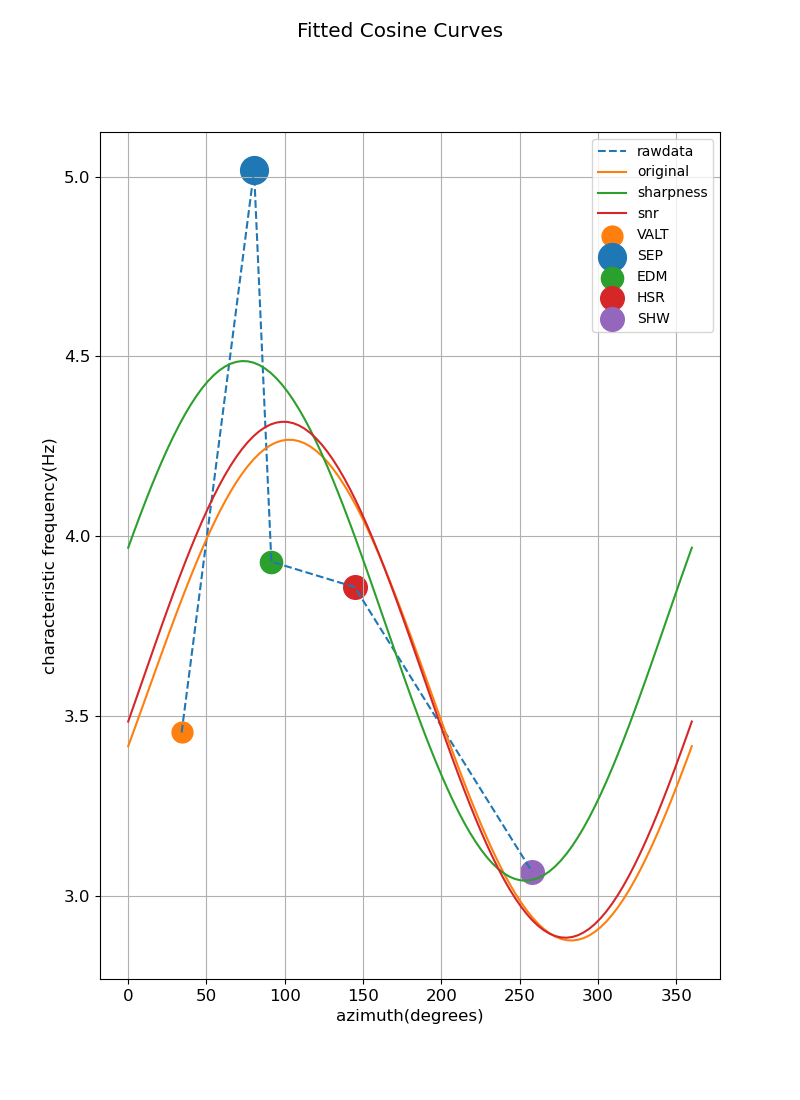 Fitted Cosine Curves
rawdata
original
sharpness
snr
VALT
SEP
EDM
HSR
SHW
5.0
4.5
4.0
3.5
3.0
characteristic frequency(Hz)
0 50 100 150 200 250 300 350
azimuth(degrees)